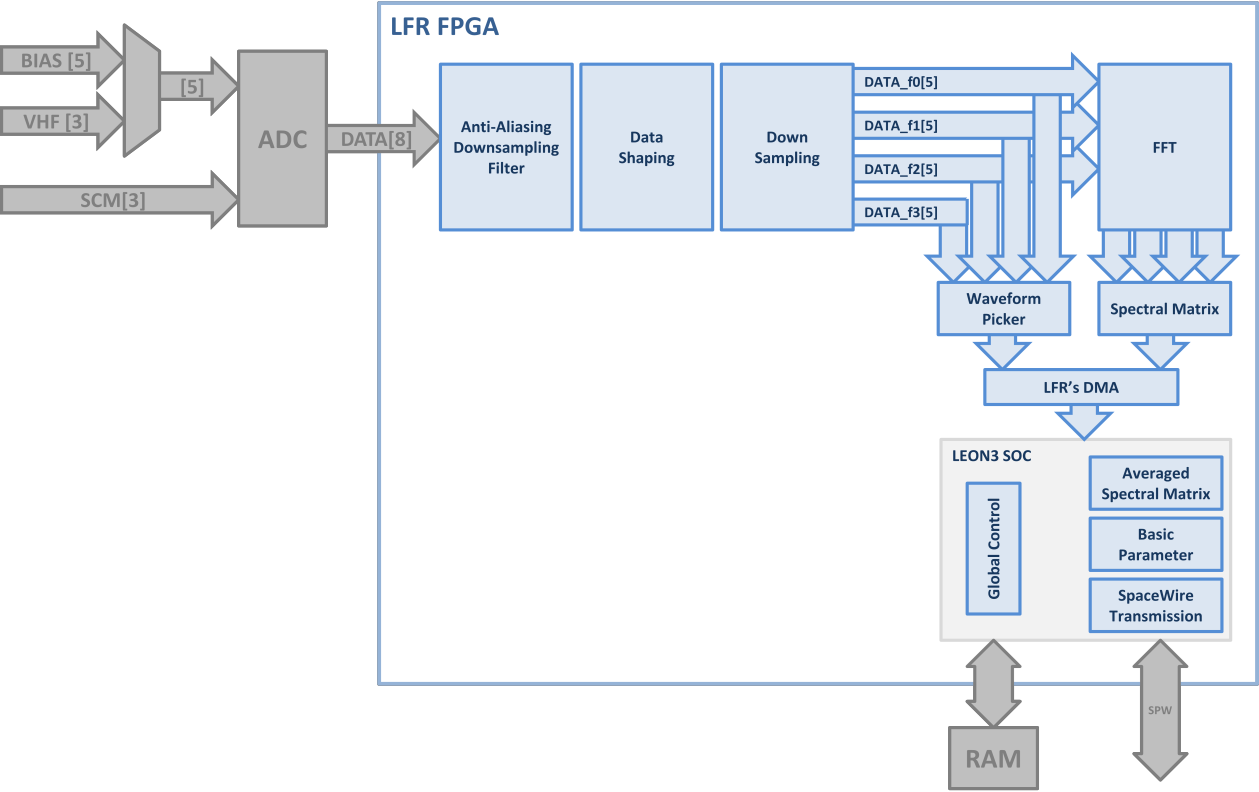 LFR FPGA
BIAS [5]
VHF [3]
[5]
SCM[3]
ADC
DATA[8]
Anti-Aliasing
Downsampling
Filter
Data
Shaping
Down
Sampling
DATA_f0[5]
DATA_f1[5]
DATA_f2[5]
DATA_f3[5]
FFT
Waveform
Picker
Spectral Matrix
LFR’s DMA
LEON3 SOC
Global Control
Averaged
Spectral Matrix
Basic
Parameter
SpaceWire
Transmission
RAM
SPW